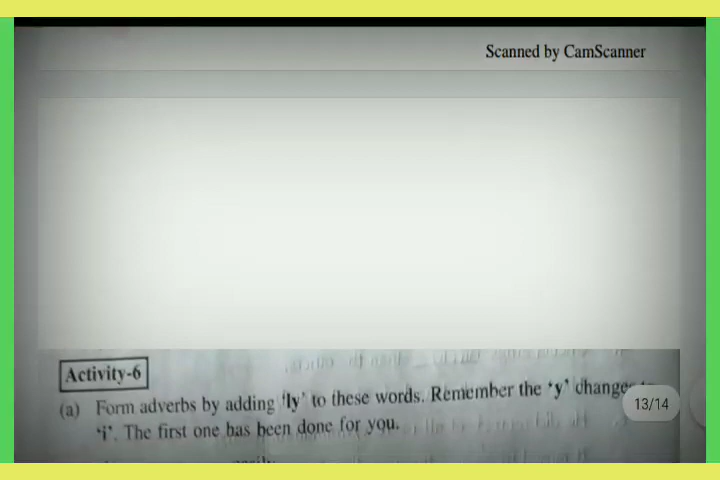 Scanned by CamScanner
Activity-6
(a) Form adverbs by adding 'ly' to these words. Remember the 'y' changes to
13/14
'i'. The first one has been done for you.